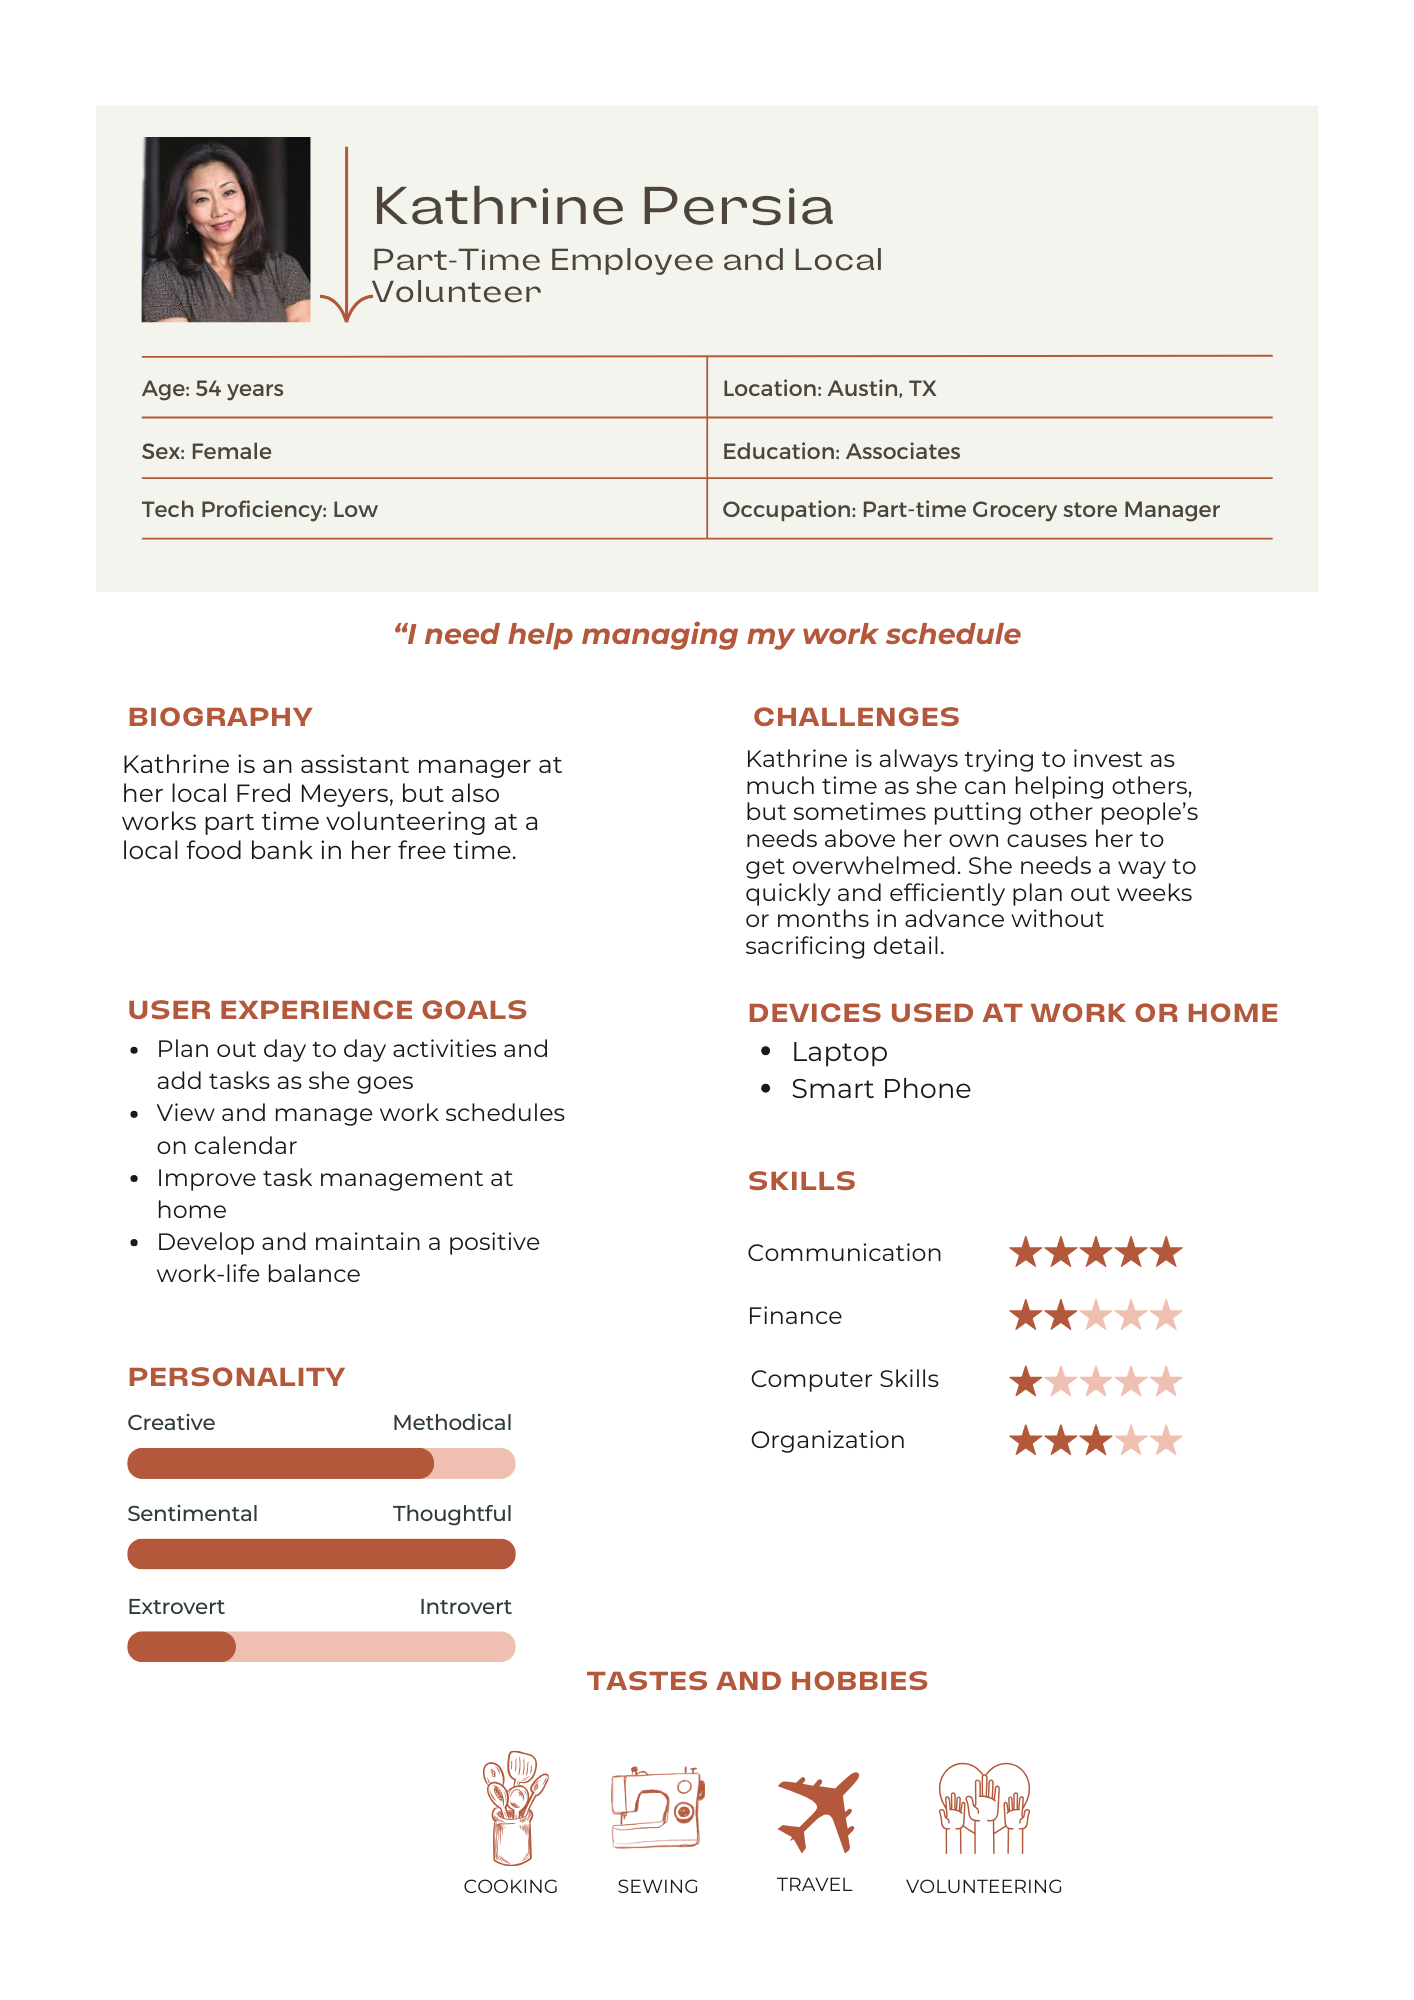 Kathrine Persia
Part-Time Employee and Local
Volunteer
Age: 54 years
Location: Austin, TX
Sex: Female
Education: Associates
Tech Proficiency: Low
Occupation: Part-time Grocery store Manager
“I need help managing my work schedule
BIOGRAPHY
Kathrine is an assistant manager at
her local Fred Meyers, but also
works part time volunteering at a
local food bank in her free time.
CHALLENGES
Kathrine is always trying to invest as
much time as she can helping others,
but sometimes putting other people’s
needs above her own causes her to
get overwhelmed. She needs a way to
quickly and efficiently plan out weeks
or months in advance without
sacrificing detail.
USER EXPERIENCE GOALS
• Plan out day to day activities and
add tasks as she goes
• View and manage work schedules
on calendar
• Improve task management at
home
• Develop and maintain a positive
work-life balance
DEVICES USED AT WORK OR HOME
• Laptop
• Smart Phone
SKILLS
Communication
Finance
Computer Skills
Organization
PERSONALITY
Creative Methodical
Sentimental Thoughtful
Extrovert Introvert
TASTES AND HOBBIES
COOKING
SEWING
TRAVEL
VOLUNTEERING